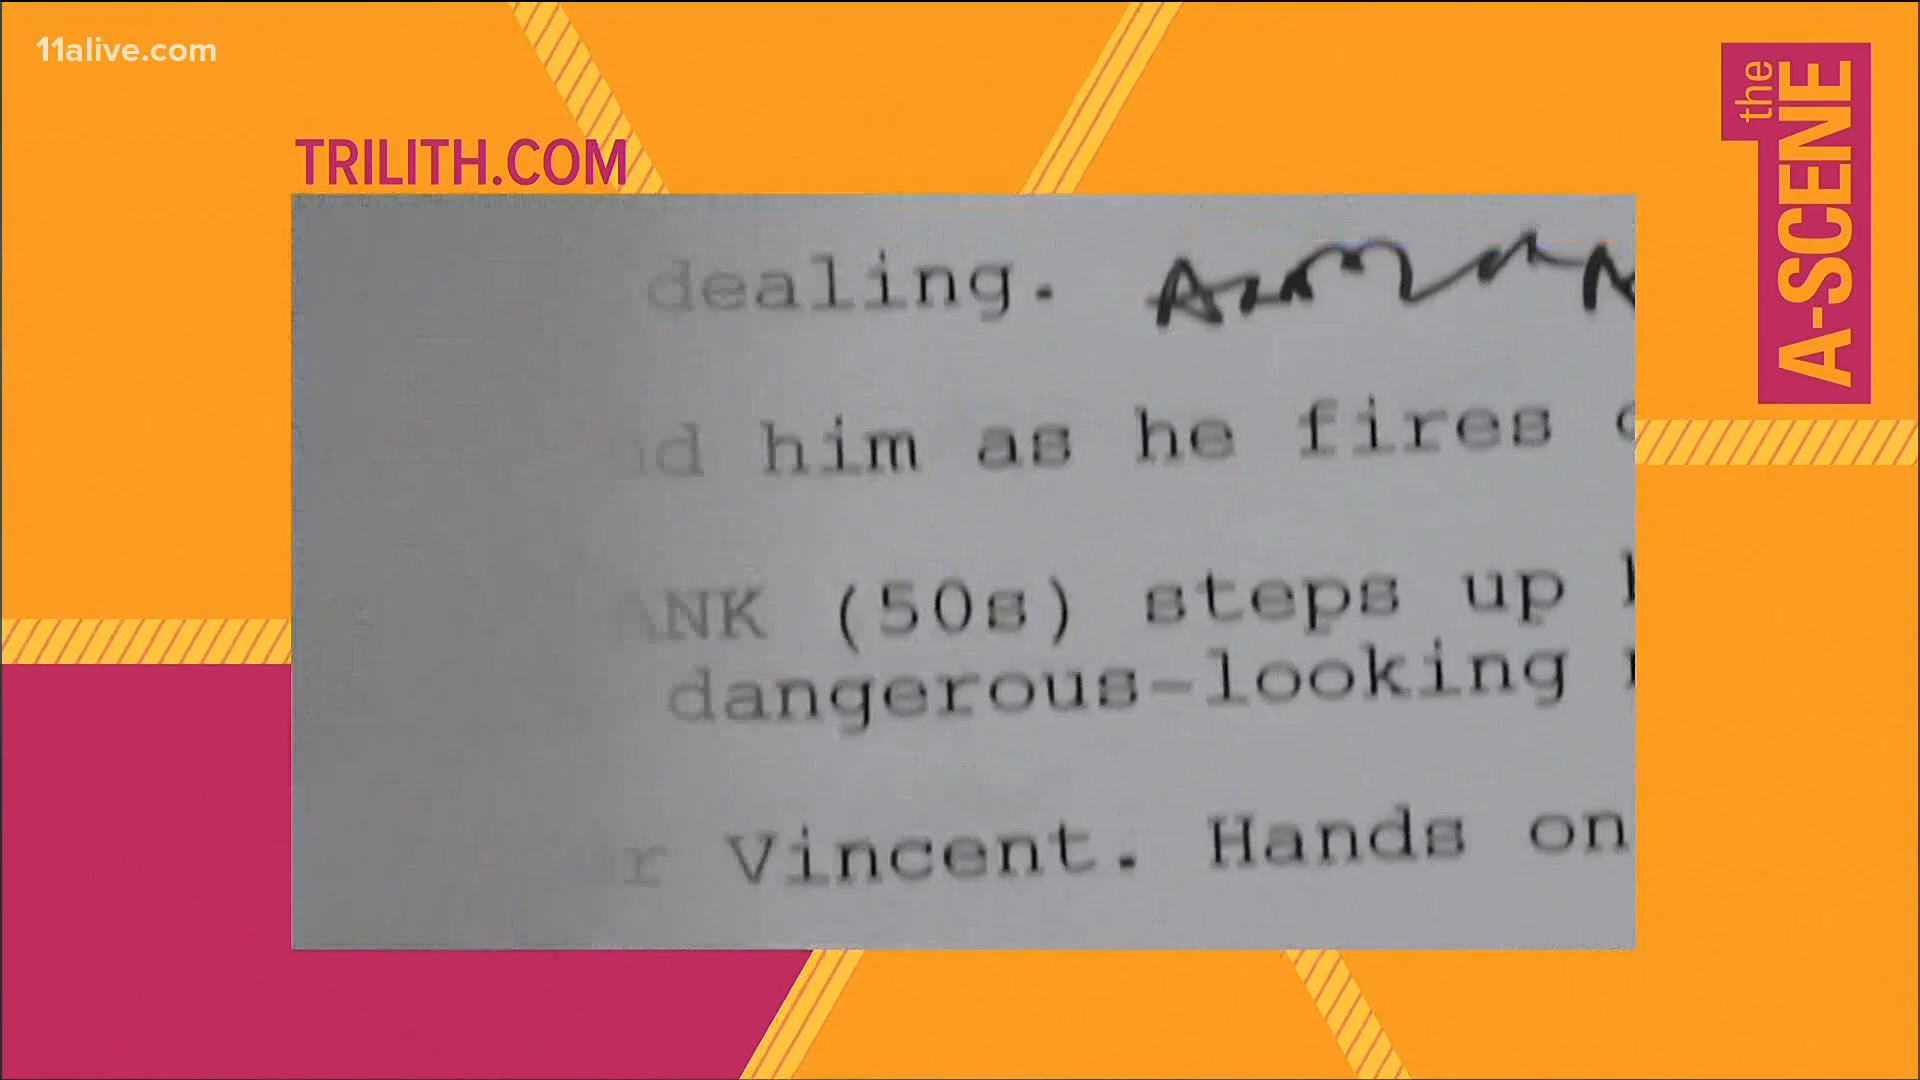 11alive.com
the
A-SCENE
TRILITH.COM
dealing.
him as he fires
(50s) steps up
dangerous-looking
Vincent. Hands on